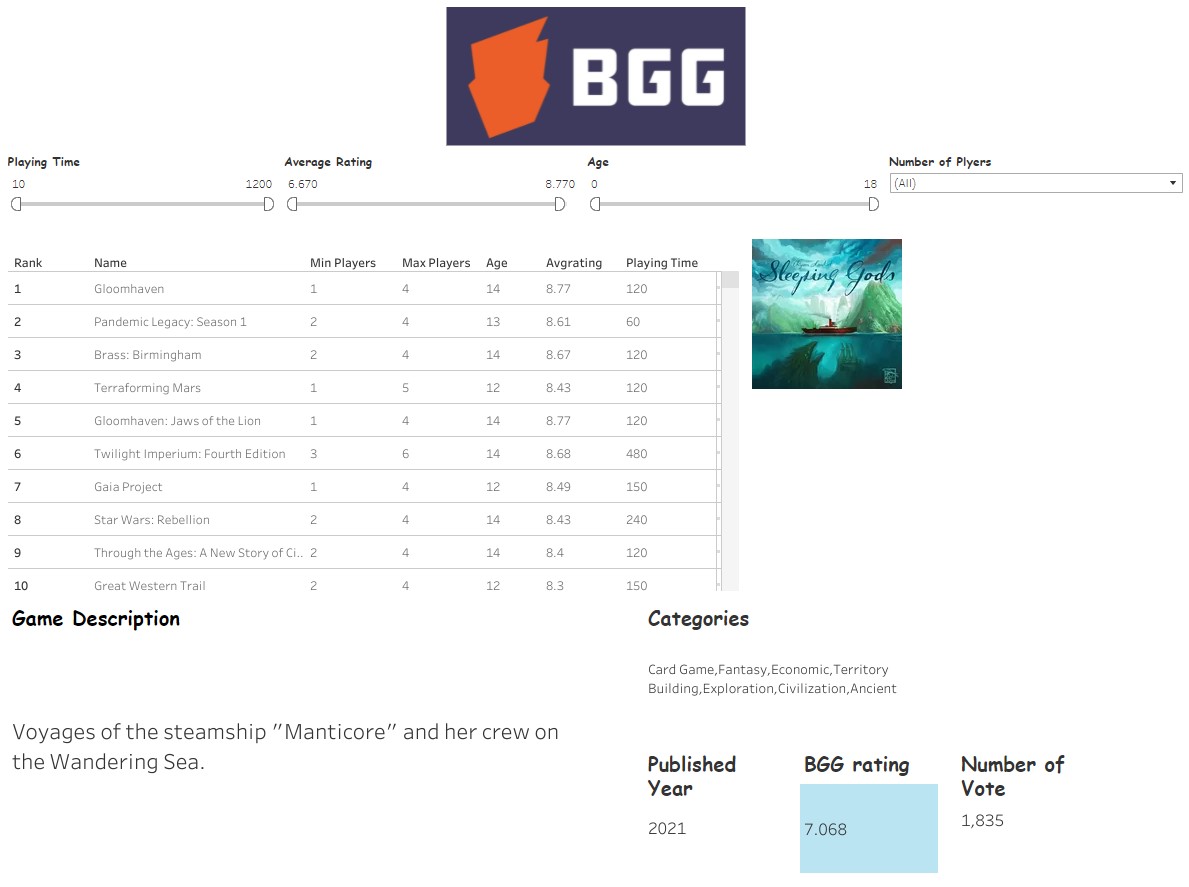 BGG
Playing Time
10 1200
Average Rating
6.670 8.770
Age
0 18
Number of Plyers
(All)
Rank Name Min Players Max Players Age Avgrating Playing Time
1 Gloomhaven 1 4 14 8.77 120
2 Pandemic Legacy: Season 1 2 4 13 8.61 60
3 Brass: Birmingham 2 4 14 8.67 120
4 Terraforming Mars 1 5 12 8.43 120
5 Gloomhaven: Jaws of the Lion 1 4 14 8.77 120
6 Twilight Imperium: Fourth Edition 3 6 14 8.68 480
7 Gaia Project 1 4 12 8.49 150
8 Star Wars: Rebellion 2 4 14 8.43 240
9 Through the Ages: A New Story of Ci.. 2 4 14 8.4 120
10 Great Western Trail 2 4 12 8.3 150
Sleeping Gods
Game Description
Voyages of the steamship "Manticore" and her crew on
the Wandering Sea.
Categories
Card Game,Fantasy,Economic,Territory
Building,Exploration,Civilization,Ancient
Published
Year
2021
BGG rating
7.068
Number of
Vote
1,835